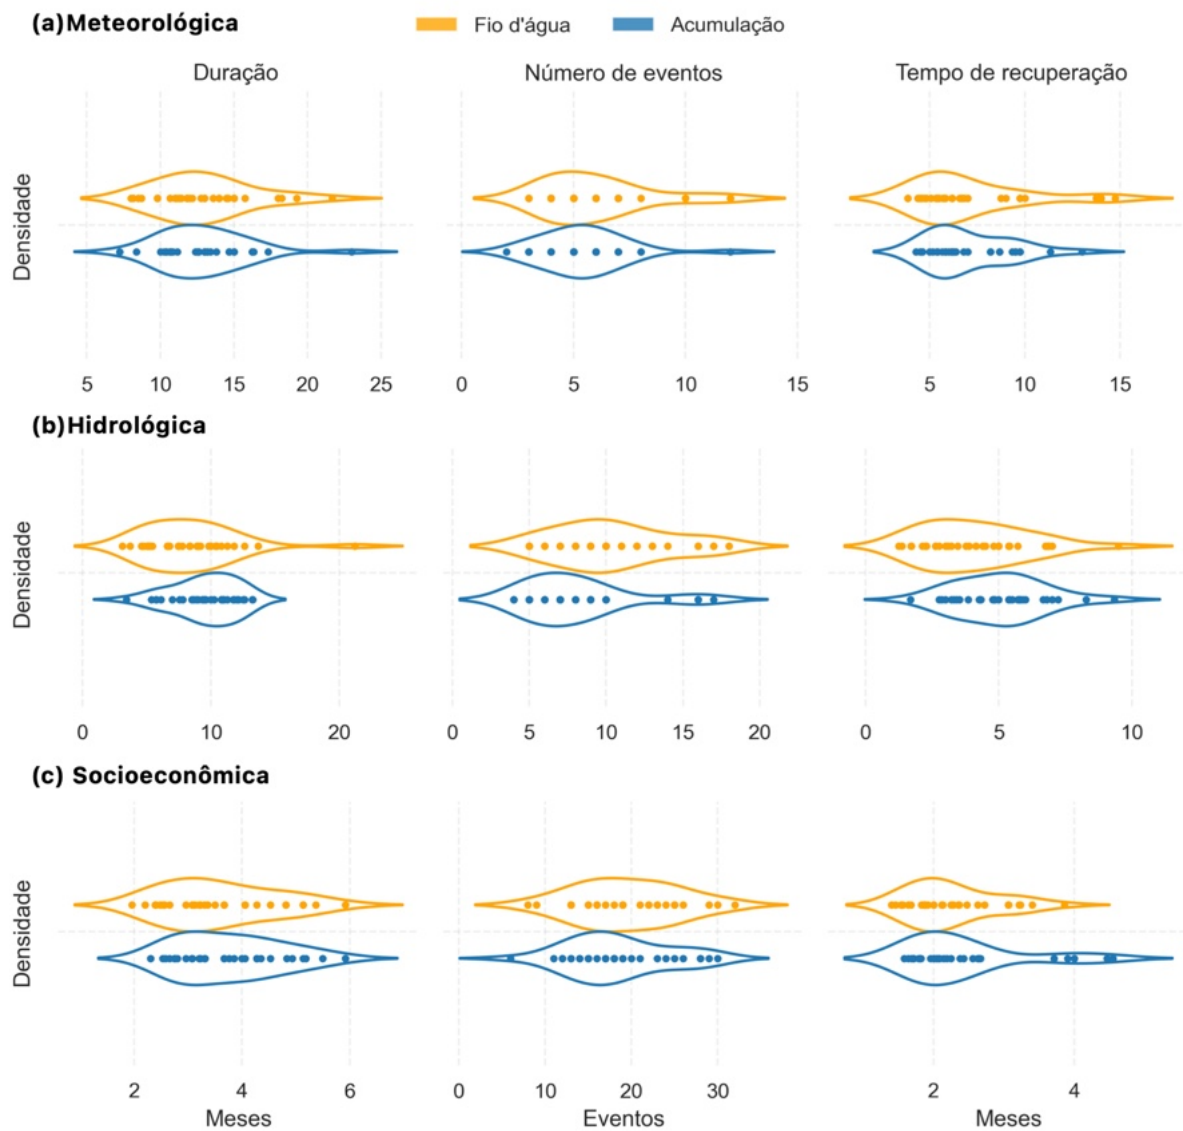 (a)Meteorológica
Fio d'água
Acumulação
Duração
Número de eventos
Tempo de recuperação
Densidade
5 10 15 20 25
0 5 10 15
5 10 15
(b)Hidrológica
Densidade
0 10 20
0 5 10 15 20
0 5 10
(c) Socioeconômica
Densidade
2 4 6
0 10 20 30
2 4
Meses
Eventos
Meses